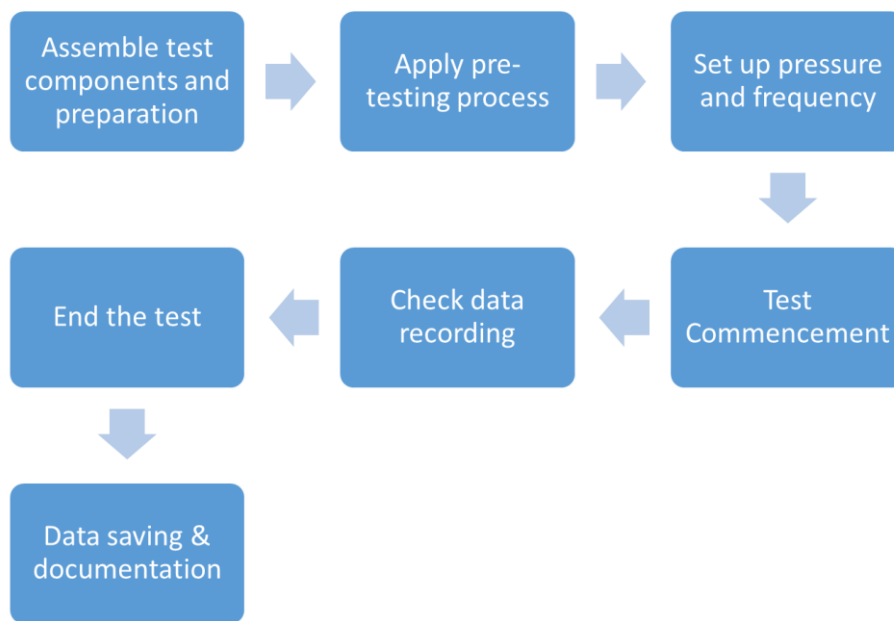 Assemble test
components and
preparation
Apply pre-
testing process
Set up pressure
and frequency
Test
Commencement
Check data
recording
End the test
Data saving &
documentation